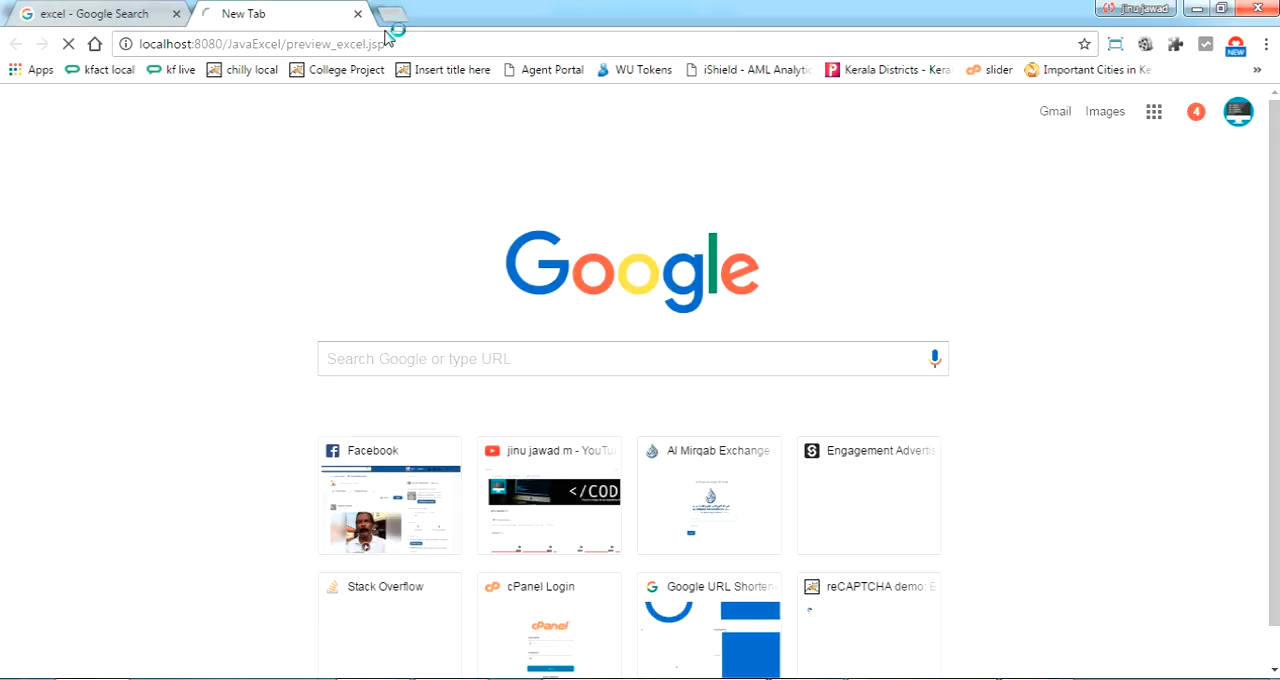 excel - Google Search
New Tab
jinu jawad
localhost:8080/JavaExcel/preview_excel.jsp
NEW
Apps
kfact local
kf live
chilly local
College Project
Insert title here
Agent Portal
WU Tokens
iShield - AML Analytic
Kerala Districts - Kera
slider
Important Cities in Ke
»
Gmail
Images
4
Google
Search Google or type URL
Facebook
jinu jawad m - YouTu
Al Mirqab Exchange
Engagement Advertis
</COD
Stack Overflow
cPanel Login
Google URL Shorten
reCAPTCHA demo: E
cPanel